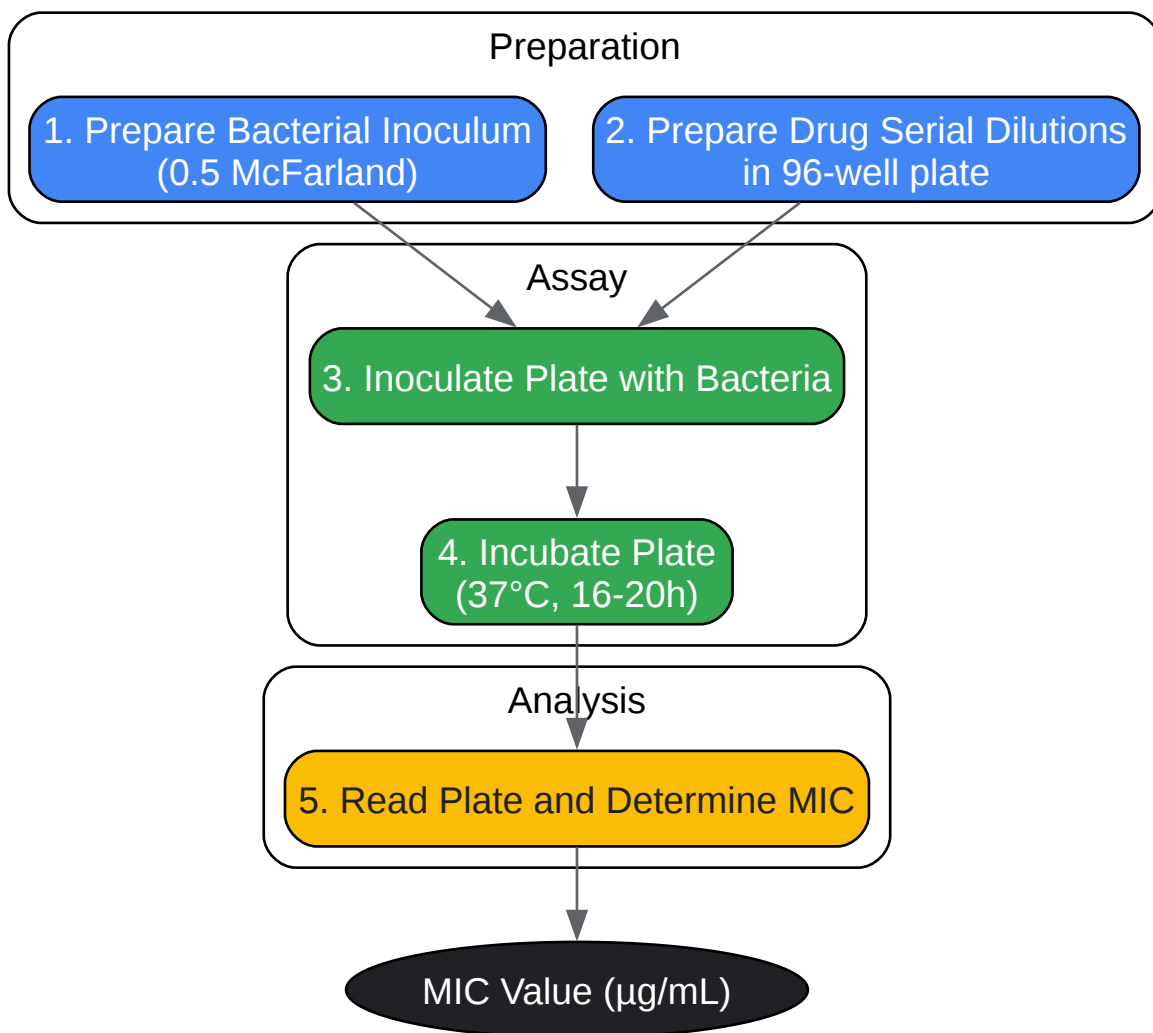 Preparation
1. Prepare Bacterial Inoculum
(0.5 McFarland)
2. Prepare Drug Serial Dilutions
in 96-well plate
Assay
3. Inoculate Plate with Bacteria
4. Incubate Plate
(37°C, 16-20h)
Analysis
5. Read Plate and Determine MIC
MIC Value (µg/mL)